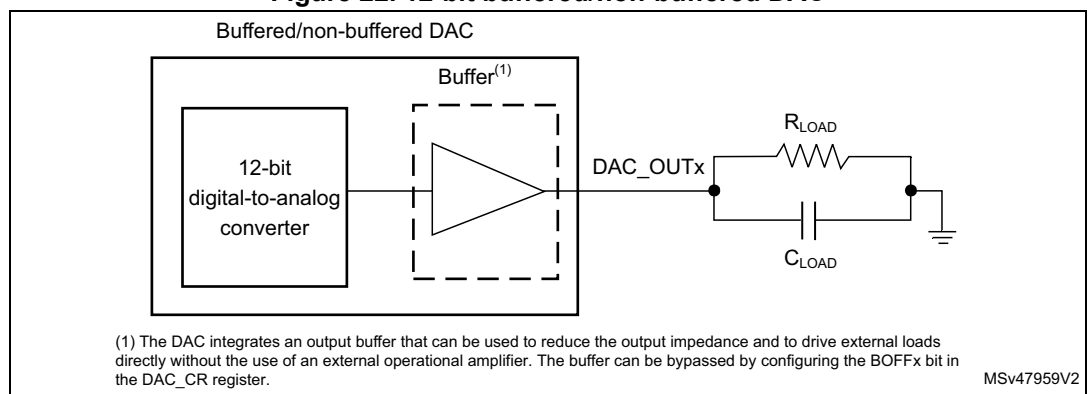 Buffered/non-buffered DAC
Buffer(1)
12-bit
digital-to-analog
converter
DAC_OUTx
RLOAD
CLOAD
(1) The DAC integrates an output buffer that can be used to reduce the output impedance and to drive external loads
directly without the use of an external operational amplifier. The buffer can be bypassed by configuring the BOFFx bit in
the DAC_CR register.
MSv47959V2